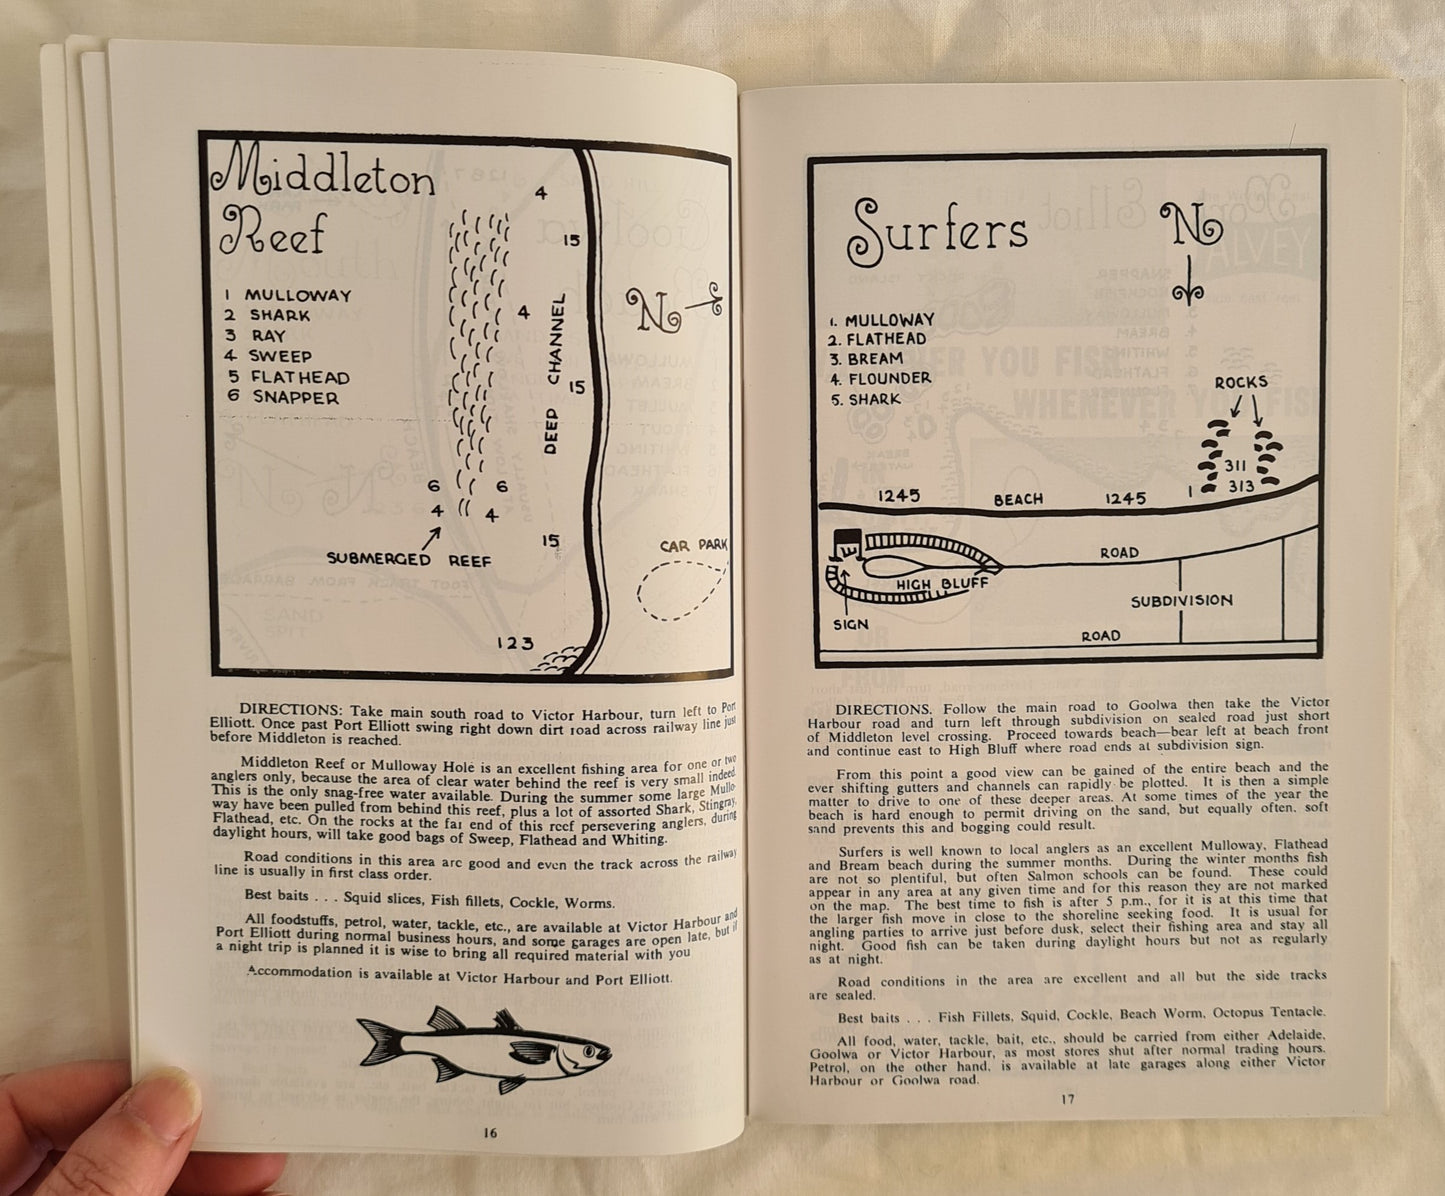 Middleton
Reef
1 MULLOWAY
2 SHARK
3 RAY
4 SWEEP
5 FLATHEAD
6 SNAPPER
4
15
4
DEEP CHANNEL
15
N
6
6
4
4
SUBMERGED REEF
15
CAR PARK
123
DIRECTIONS: Take main south road to Victor Harbour, turn left to Port
Elliott. Once past Port Elliott swing right down dirt road across railway line just
before Middleton is reached.
Middleton Reef or Mulloway Hole is an excellent fishing area for one or two
anglers only, because the area of clear water behind the reef is very small indeed.
This is the only snag-free water available. During the summer some large Mullo-
way have been pulled from behind this reef, plus a lot of assorted Shark, Stingray,
Flathead, etc. On the rocks at the far end of this reef persevering anglers, during
daylight hours, will take good bags of Sweep, Flathead and Whiting.
Road conditions in this area are good and even the track across the railway
line is usually in first class order.
Best baits . . . Squid slices, Fish fillets, Cockle, Worms.
All foodstuffs, petrol, water, tackle, etc., are available at Victor Harbour and
Port Elliott during normal business hours, and some garages are open late, but if
a night trip is planned it is wise to bring all required material with you
Accommodation is available at Victor Harbour and Port Elliott.
16
Surfers
N
1. MULLOWAY
2. FLATHEAD
3. BREAM
4. FLOUNDER
5. SHARK
ROCKS
311
313
1
1245 BEACH 1245
ROAD
HIGH BLUFF
SUBDIVISION
SIGN
ROAD
DIRECTIONS. Follow the main road to Goolwa then take the Victor
Harbour road and turn left through subdivision on sealed road just short
of Middleton level crossing. Proceed towards beach—bear left at beach front
and continue east to High Bluff where road ends at subdivision sign.
From this point a good view can be gained of the entire beach and the
ever shifting gutters and channels can rapidly be plotted. It is then a simple
matter to drive to one of these deeper areas. At some times of the year the
beach is hard enough to permit driving on the sand, but equally often, soft
sand prevents this and bogging could result.
Surfers is well known to local anglers as an excellent Mulloway, Flathead
and Bream beach during the summer months. During the winter months fish
are not so plentiful, but often Salmon schools can be found. These could
appear in any area at any given time and for this reason they are not marked
on the map. The best time to fish is after 5 p.m., for it is at this time that
the larger fish move in close to the shoreline seeking food. It is usual for
angling parties to arrive just before dusk, select their fishing area and stay all
night. Good fish can be taken during daylight hours but not as regularly
as at night.
Road conditions in the area are excellent and all but the side tracks
are sealed.
Best baits . . . Fish Fillets, Squid, Cockle, Beach Worm, Octopus Tentacle.
All food, water, tackle, bait, etc., should be carried from either Adelaide,
Goolwa or Victor Harbour, as most stores shut after normal trading hours.
Petrol, on the other hand, is available at late garages along either Victor
Harbour or Goolwa road.
17